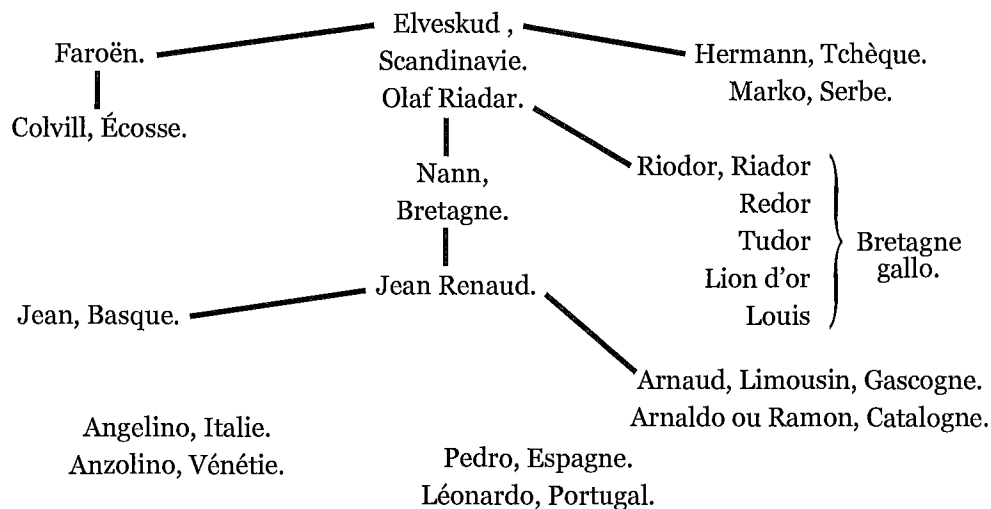 Elveskud ,
Scandinavie.
Olaf Riadar.
Faroën.
Colvill, Écosse.
Hermann, Tchèque.
Marko, Serbe.
Nann,
Bretagne.
Riodor, Riador
Redor
Tudor
Lion d’or
Louis
Bretagne
gallo.
Jean Renaud.
Jean, Basque.
Arnaud, Limousin, Gascogne.
Arnaldo ou Ramon, Catalogne.
Angelino, Italie.
Anzolino, Vénétie.
Pedro, Espagne.
Léonardo, Portugal.